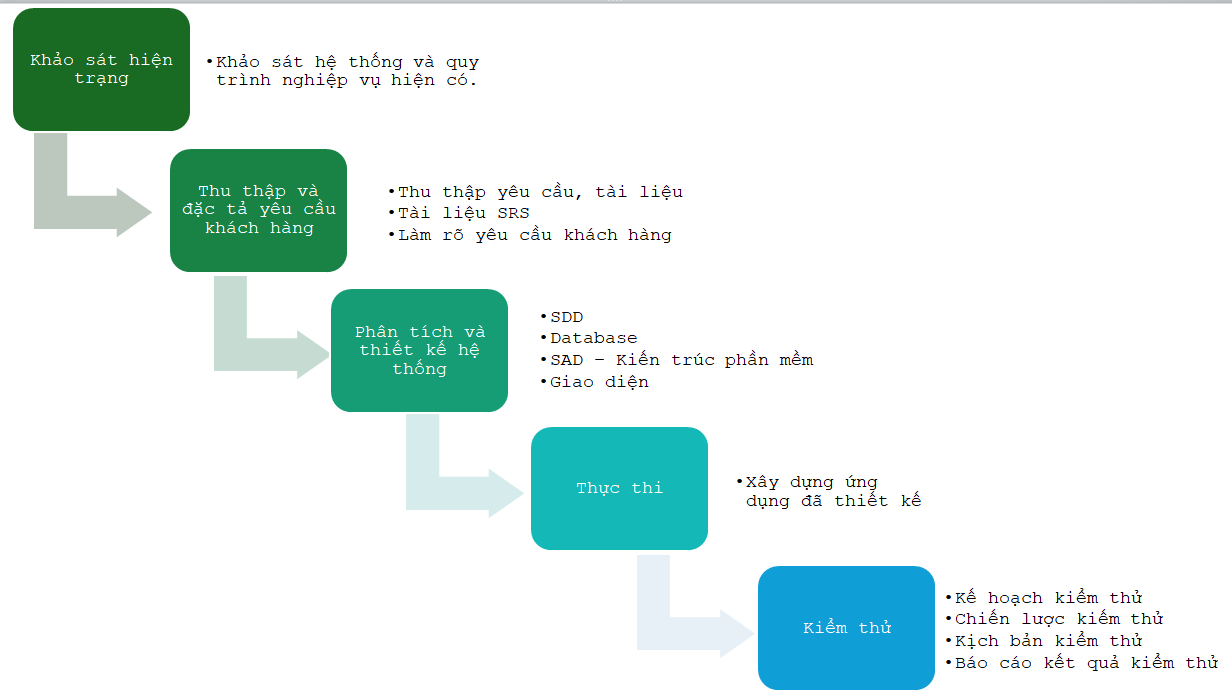 Khảo sát hiện
trạng
•Khảo sát hệ thống và quy
trình nghiệp vụ hiện có.
Thu thập và
đặc tả yêu cầu
khách hàng
•Thu thập yêu cầu, tài liệu
•Tài liệu SRS
•Làm rõ yêu cầu khách hàng
Phân tích và
thiết kế hệ
thống
•SDD
•Database
•SAD – Kiến trúc phần mềm
•Giao diện
Thực thi
•Xây dựng ứng
dụng đã thiết kế
Kiểm thử
•Kế hoạch kiểm thử
•Chiến lược kiếm thử
•Kịch bản kiểm thử
•Báo cáo kết quả kiểm thử